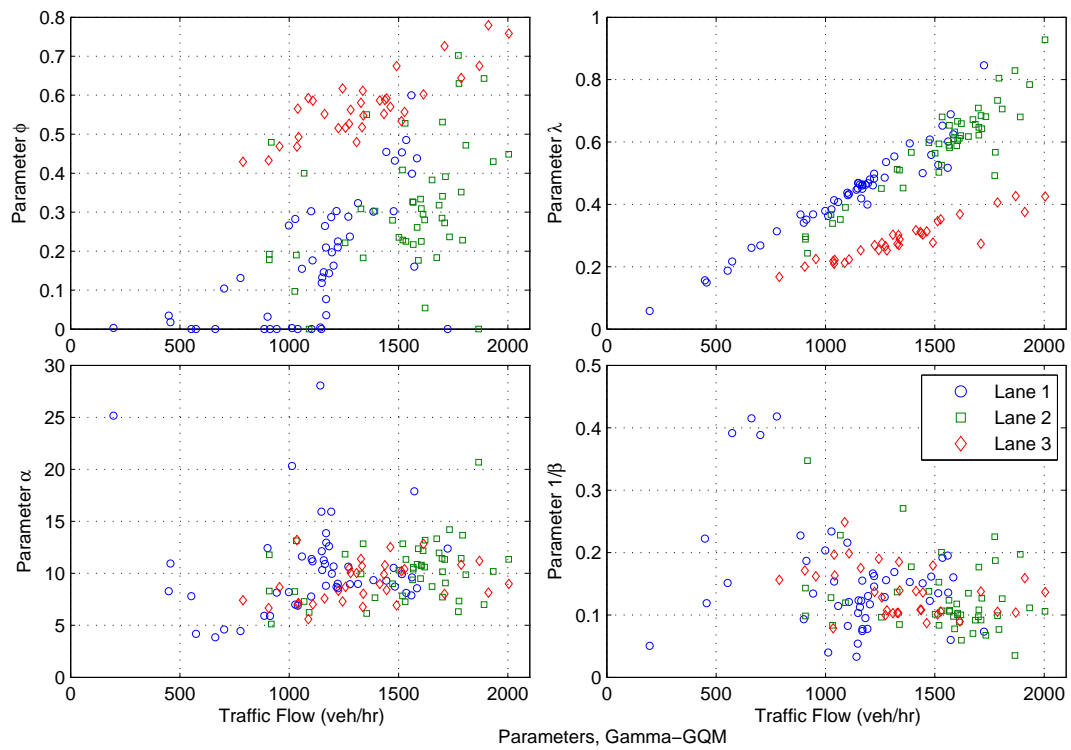 0.8
0.7
0.6
0.5
0.4
0.3
0.2
0.1
0
Parameter ϕ
0 500 1000 1500 2000
1
0.8
0.6
0.4
0.2
0
Parameter λ
0 500 1000 1500 2000
30
25
20
15
10
5
0
Parameter α
0 500 1000 1500 2000
Traffic Flow (veh/hr)
0.5
0.4
0.3
0.2
0.1
0
Parameter 1/β
Lane 1
Lane 2
Lane 3
0 500 1000 1500 2000
Traffic Flow (veh/hr)
Parameters, Gamma−GQM